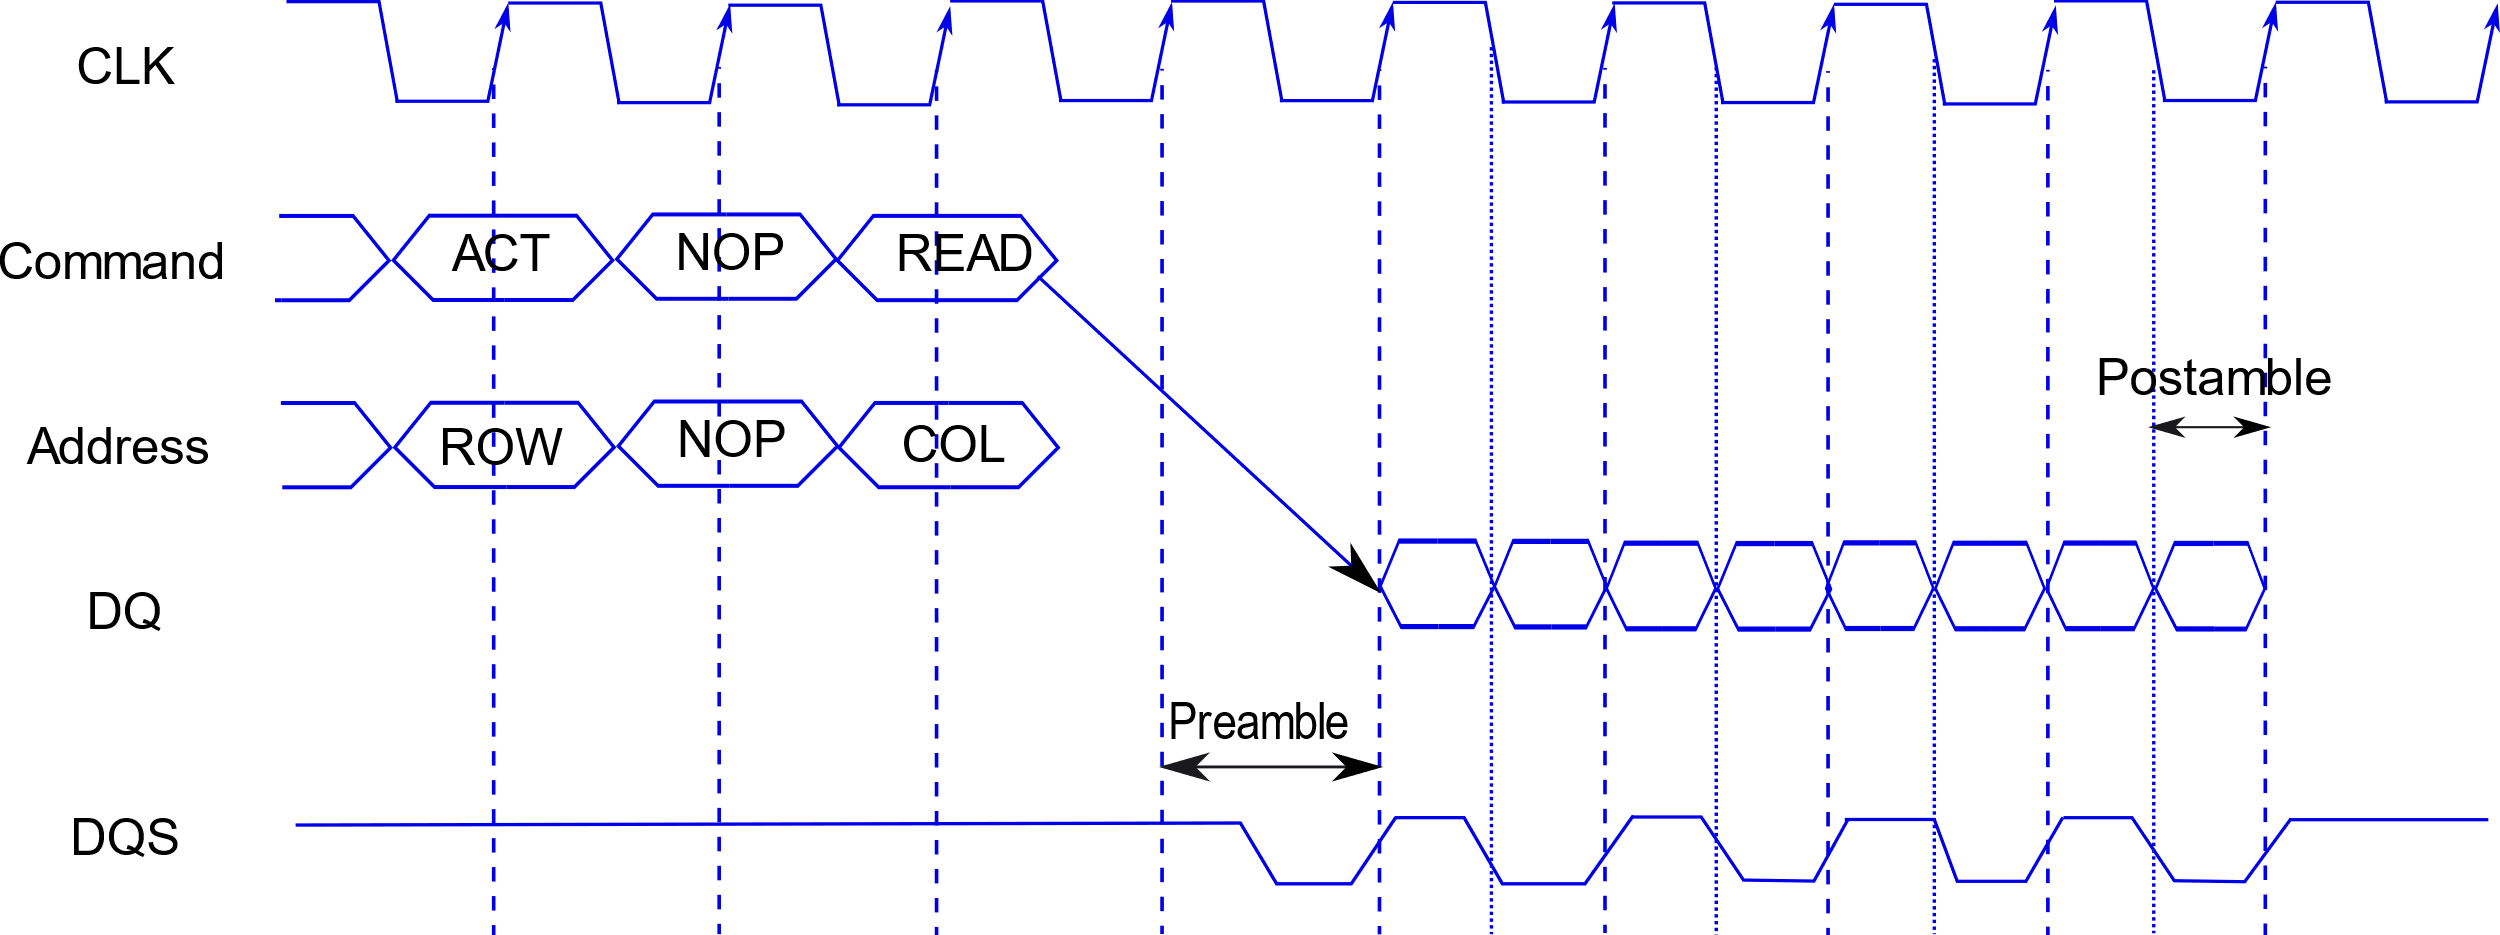 CLK
Command ACT NOP READ
Postamble
Address ROW NOP COL
DQ
Preamble
DQS